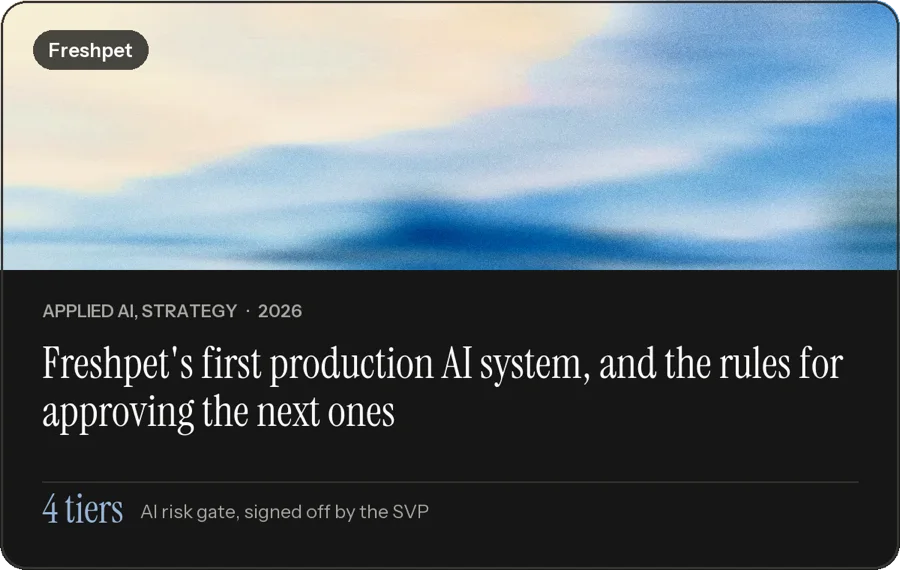 Freshpet
APPLIED AI, STRATEGY · 2026
Freshpet's first production AI system, and the rules for
approving the next ones
4 tiers AI risk gate, signed off by the SVP